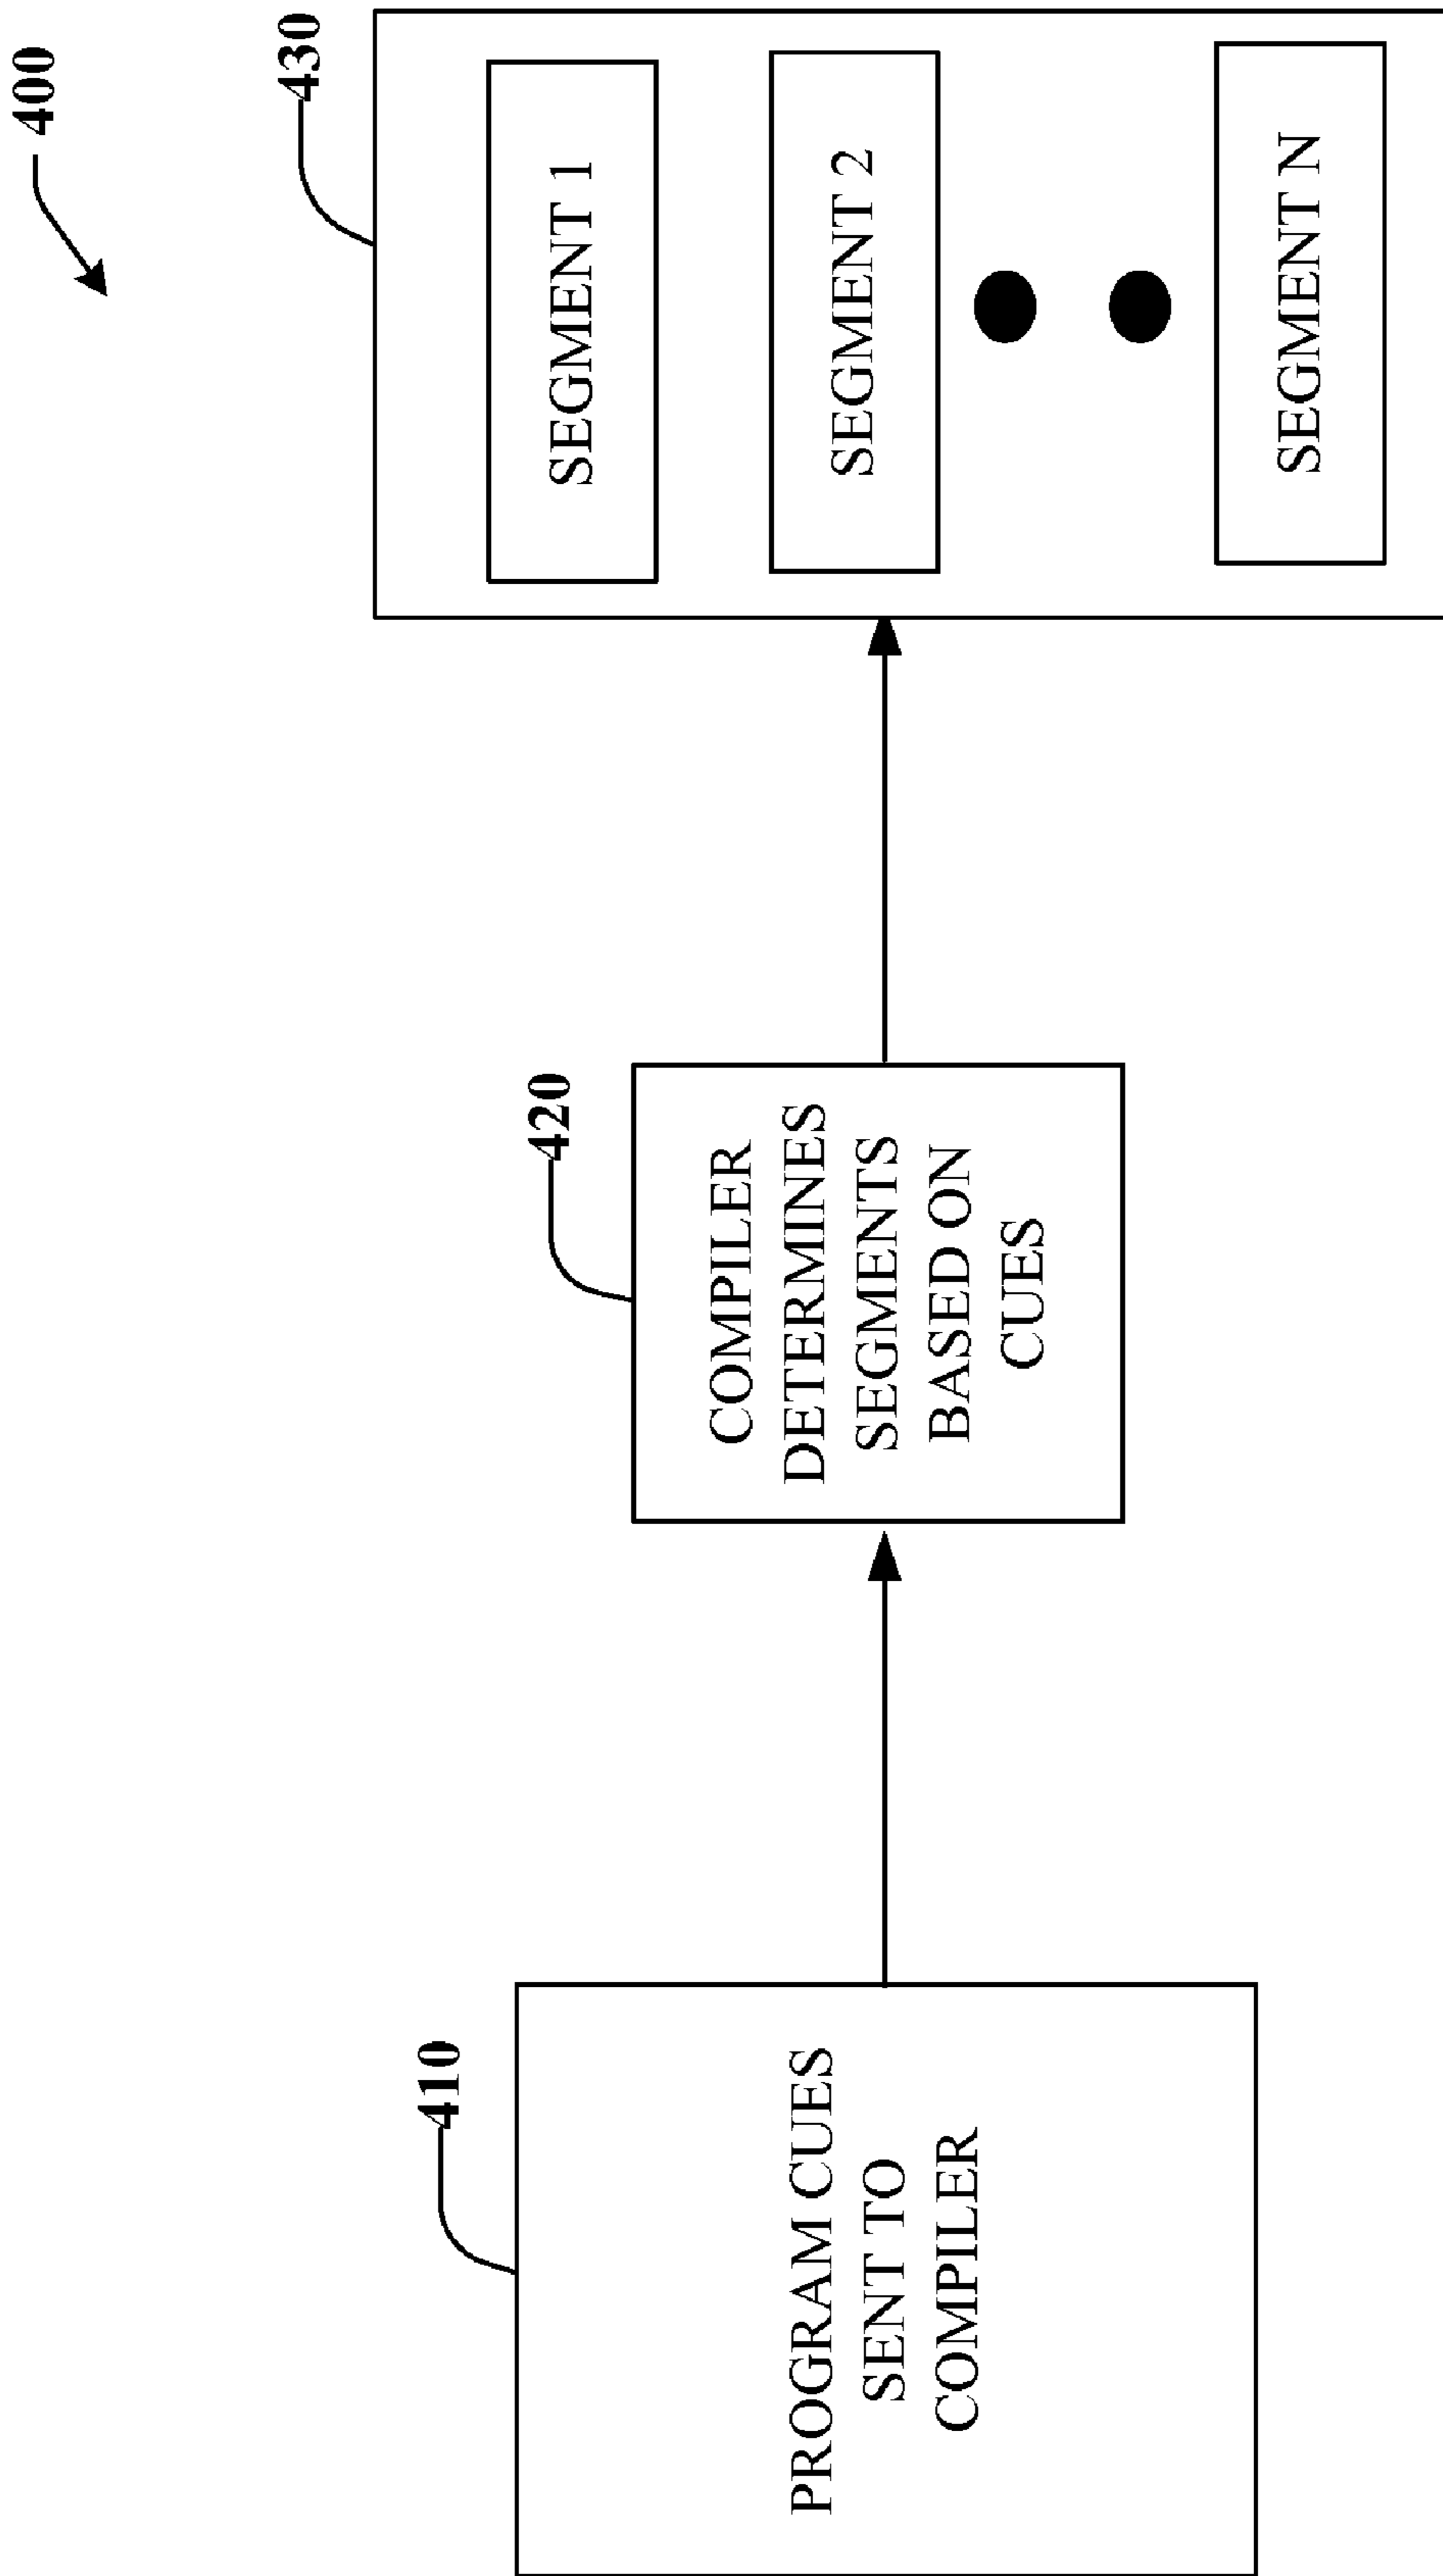 400
410
PROGRAM CUES
SENT TO
COMPILER
420
COMPILER
DETERMINES
SEGMENTS
BASED ON
CUES
430
SEGMENT 1
SEGMENT 2
SEGMENT N